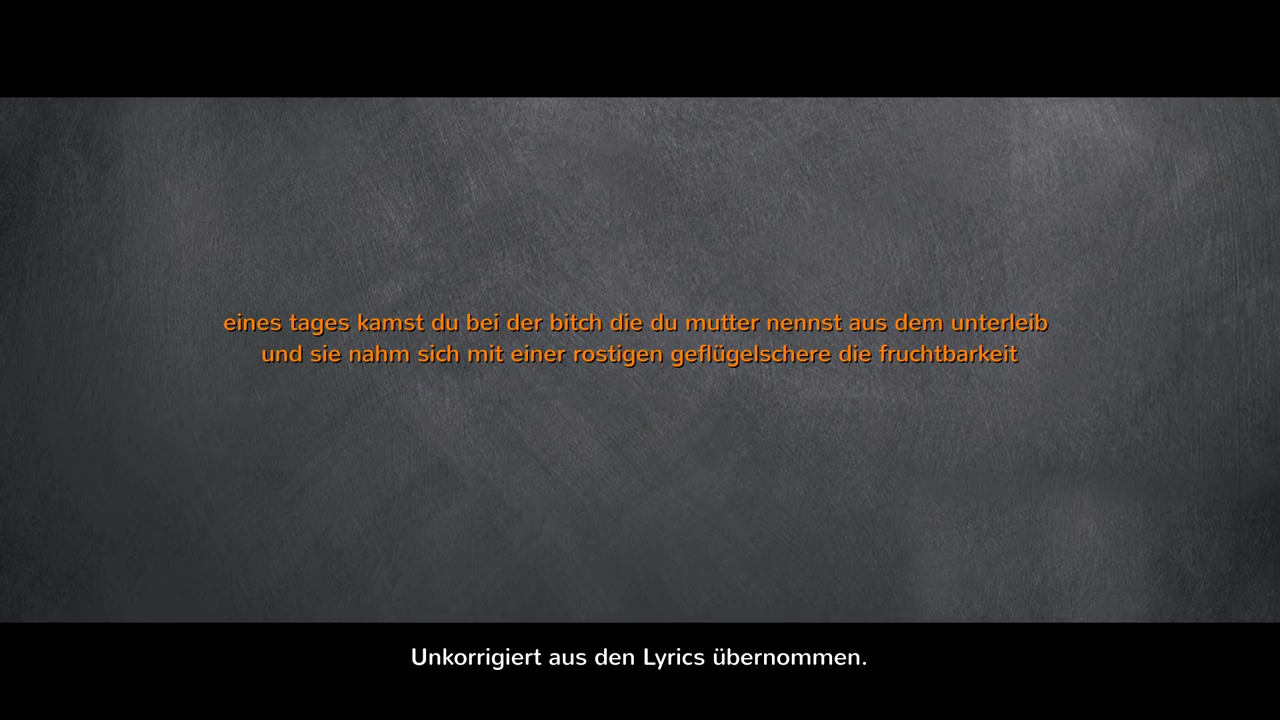 eines tages kamst du bei der bitch die du mutter nennst aus dem unterleib
und sie nahm sich mit einer rostigen geflügelschere die fruchtbarkeit
Unkorrigiert aus den Lyrics übernommen.